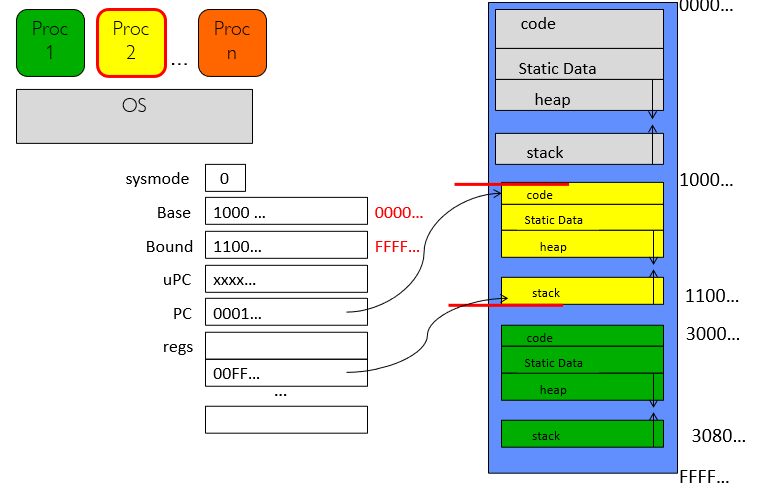 Proc
1
Proc
2
...
Proc
n
OS
sysmode 0
Base 1000 ... 0000...
Bound 1100... FFFF...
uPC xxxx...
PC 0001...
regs
00FF...
...
0000...
code
Static Data
heap
stack
1000...
code
Static Data
heap
stack
1100...
3000...
code
Static Data
heap
stack
3080...
FFFF...